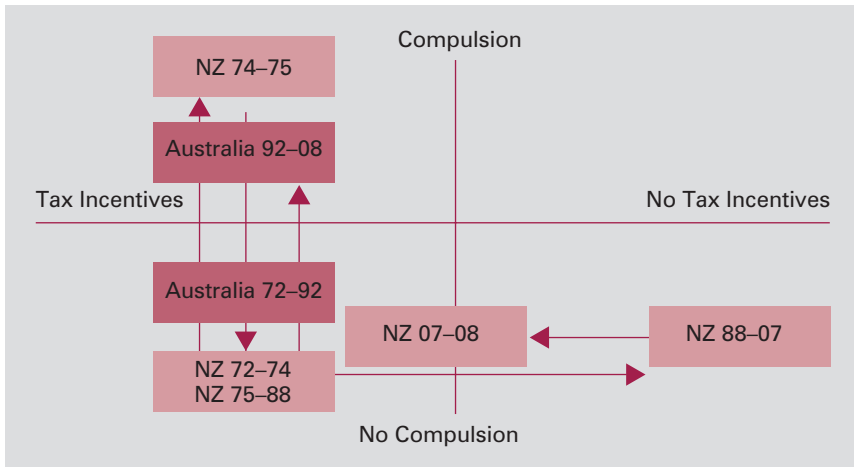 Compulsion
NZ 74–75
Australia 92–08
Tax Incentives
No Tax Incentives
Australia 72–92
NZ 07–08
NZ 88–07
NZ 72–74
NZ 75–88
No Compulsion